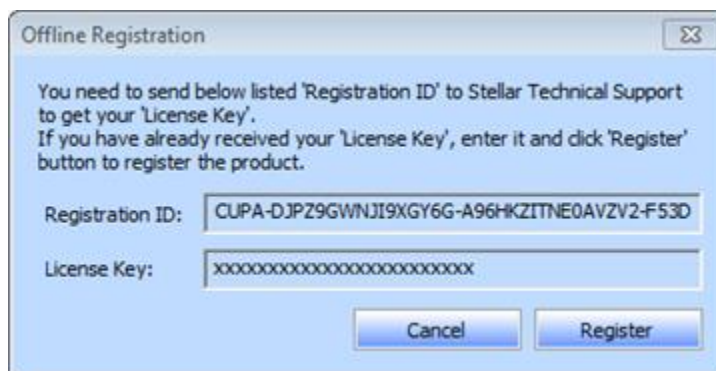 Offline Registration
You need to send below listed 'Registration ID' to Stellar Technical Support
to get your 'License Key'.
If you have already received your 'License Key', enter it and click 'Register'
button to register the product.
Registration ID: CUPA-DJPZ9GWNJI9XGY6G-A96HKZITNE0AVZV2-F53D
License Key: xxxxxxxxxxxxxxxxxxxxxxxx
Cancel Register